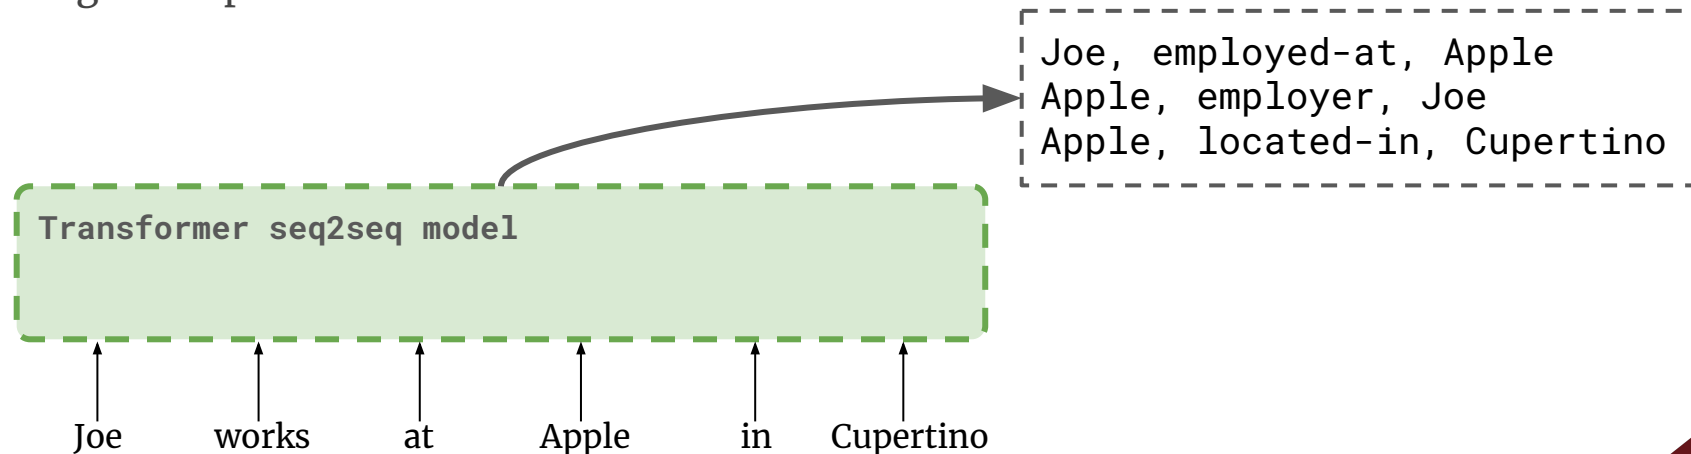 Joe, employed-at, Apple
Apple, employer, Joe
Apple, located-in, Cupertino
Transformer seq2seq model
Joe works at Apple in Cupertino